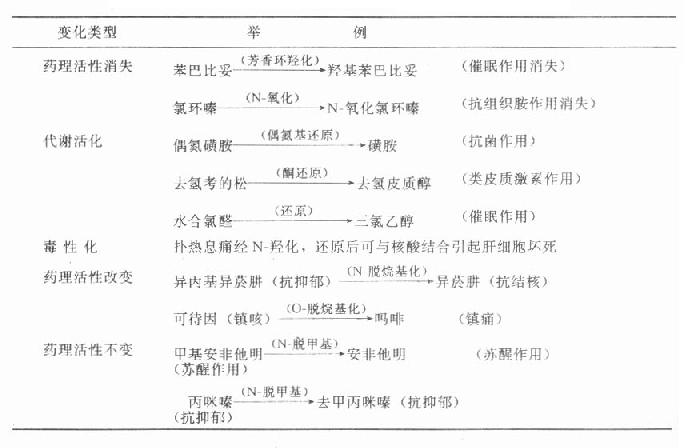 变化类型 举 例
药理活性消失 苯巴比妥 (芳香环羟化) 羟基苯巴比妥 (催眠作用消失)
氯环嗪 (N-氧化) N-氧化氯环嗪 (抗组织胺作用消失)
代谢活化 偶氮磺胺 (偶氮基还原) 磺胺 (抗菌作用)
去氢考的松 (酮还原) 去氢皮质醇 (类皮质激素作用)
水合氯醛 (还原) 三氯乙醇 (催眠作用)
毒性化 扑热息痛经N-羟化，还原后可与核酸结合引起肝细胞坏死
药理活性改变 异丙基异菸肼 (抗抑郁) (N-脱烷基化) 异菸肼 (抗结核)
可待因 (镇咳) (O-脱烷基化) 吗啡 (镇痛)
药理活性不变 甲基安非他明 (N-脱甲基) 安非他明 (苏醒作用)
(苏醒作用)
丙咪嗪 (N-脱甲基) 去甲丙咪嗪 (抗抑郁)
(抗抑郁)